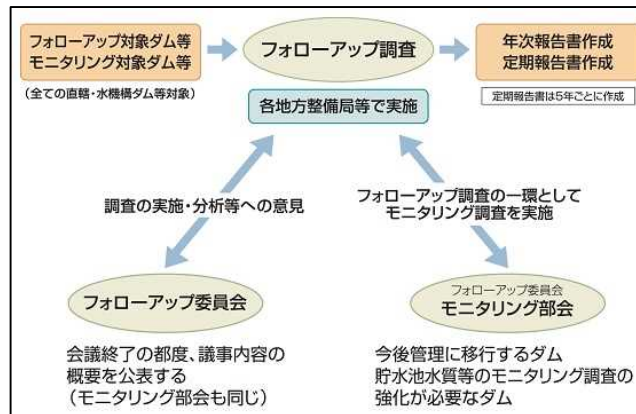 フォローアップ対象ダム等
モニタリング対象ダム等
(全ての直轄・水機構ダム等対象)
フォローアップ調査
各地方整備局等で実施
年次報告書作成
定期報告書作成
定期報告書は5年ごとに作成
調査の実施・分析等への意見
フォローアップ調査の一環として
モニタリング調査を実施
フォローアップ委員会
会議終了の都度、議事内容の
概要を公表する
(モニタリング部会も同じ)
フォローアップ委員会
モニタリング部会
今後管理に移行するダム
貯水池水質等のモニタリング調査の
強化が必要なダム